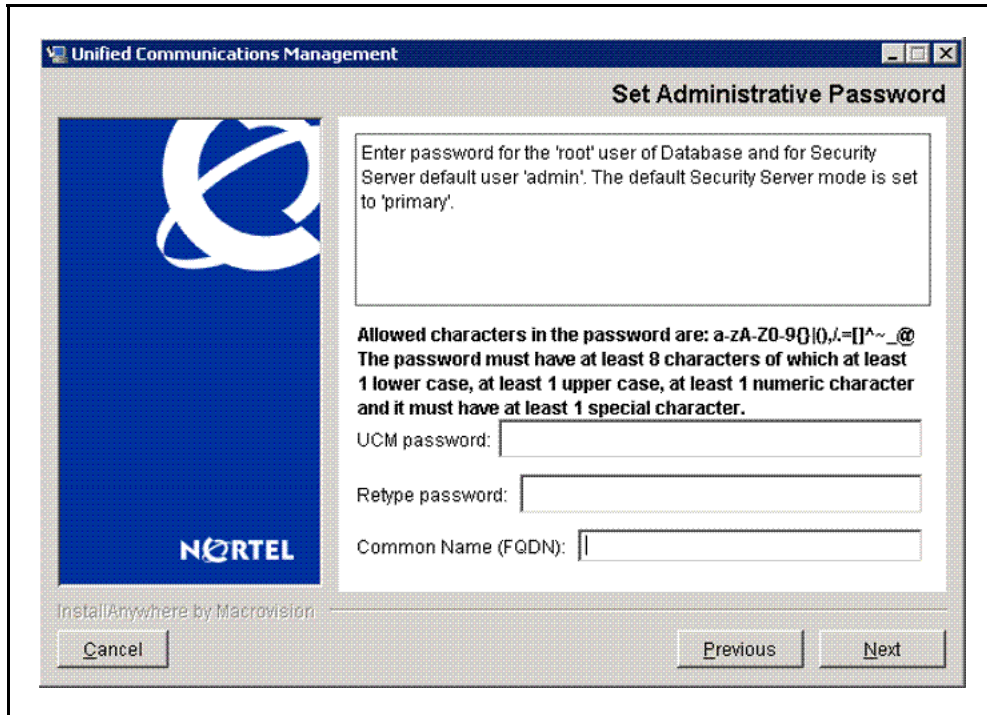 Unified Communications Management
Set Administrative Password
Enter password for the 'root' user of Database and for Security
Server default user 'admin'. The default Security Server mode is set
to 'primary'.
Allowed characters in the password are: a-zA-Z0-9{}|(),/.=[]^~_@
The password must have at least 8 characters of which at least
1 lower case, at least 1 upper case, at least 1 numeric character
and it must have at least 1 special character.
UCM password:
Retype password:
Common Name (FQDN):
NORTEL
InstallAnywhere by Macrovision
Cancel
Previous
Next